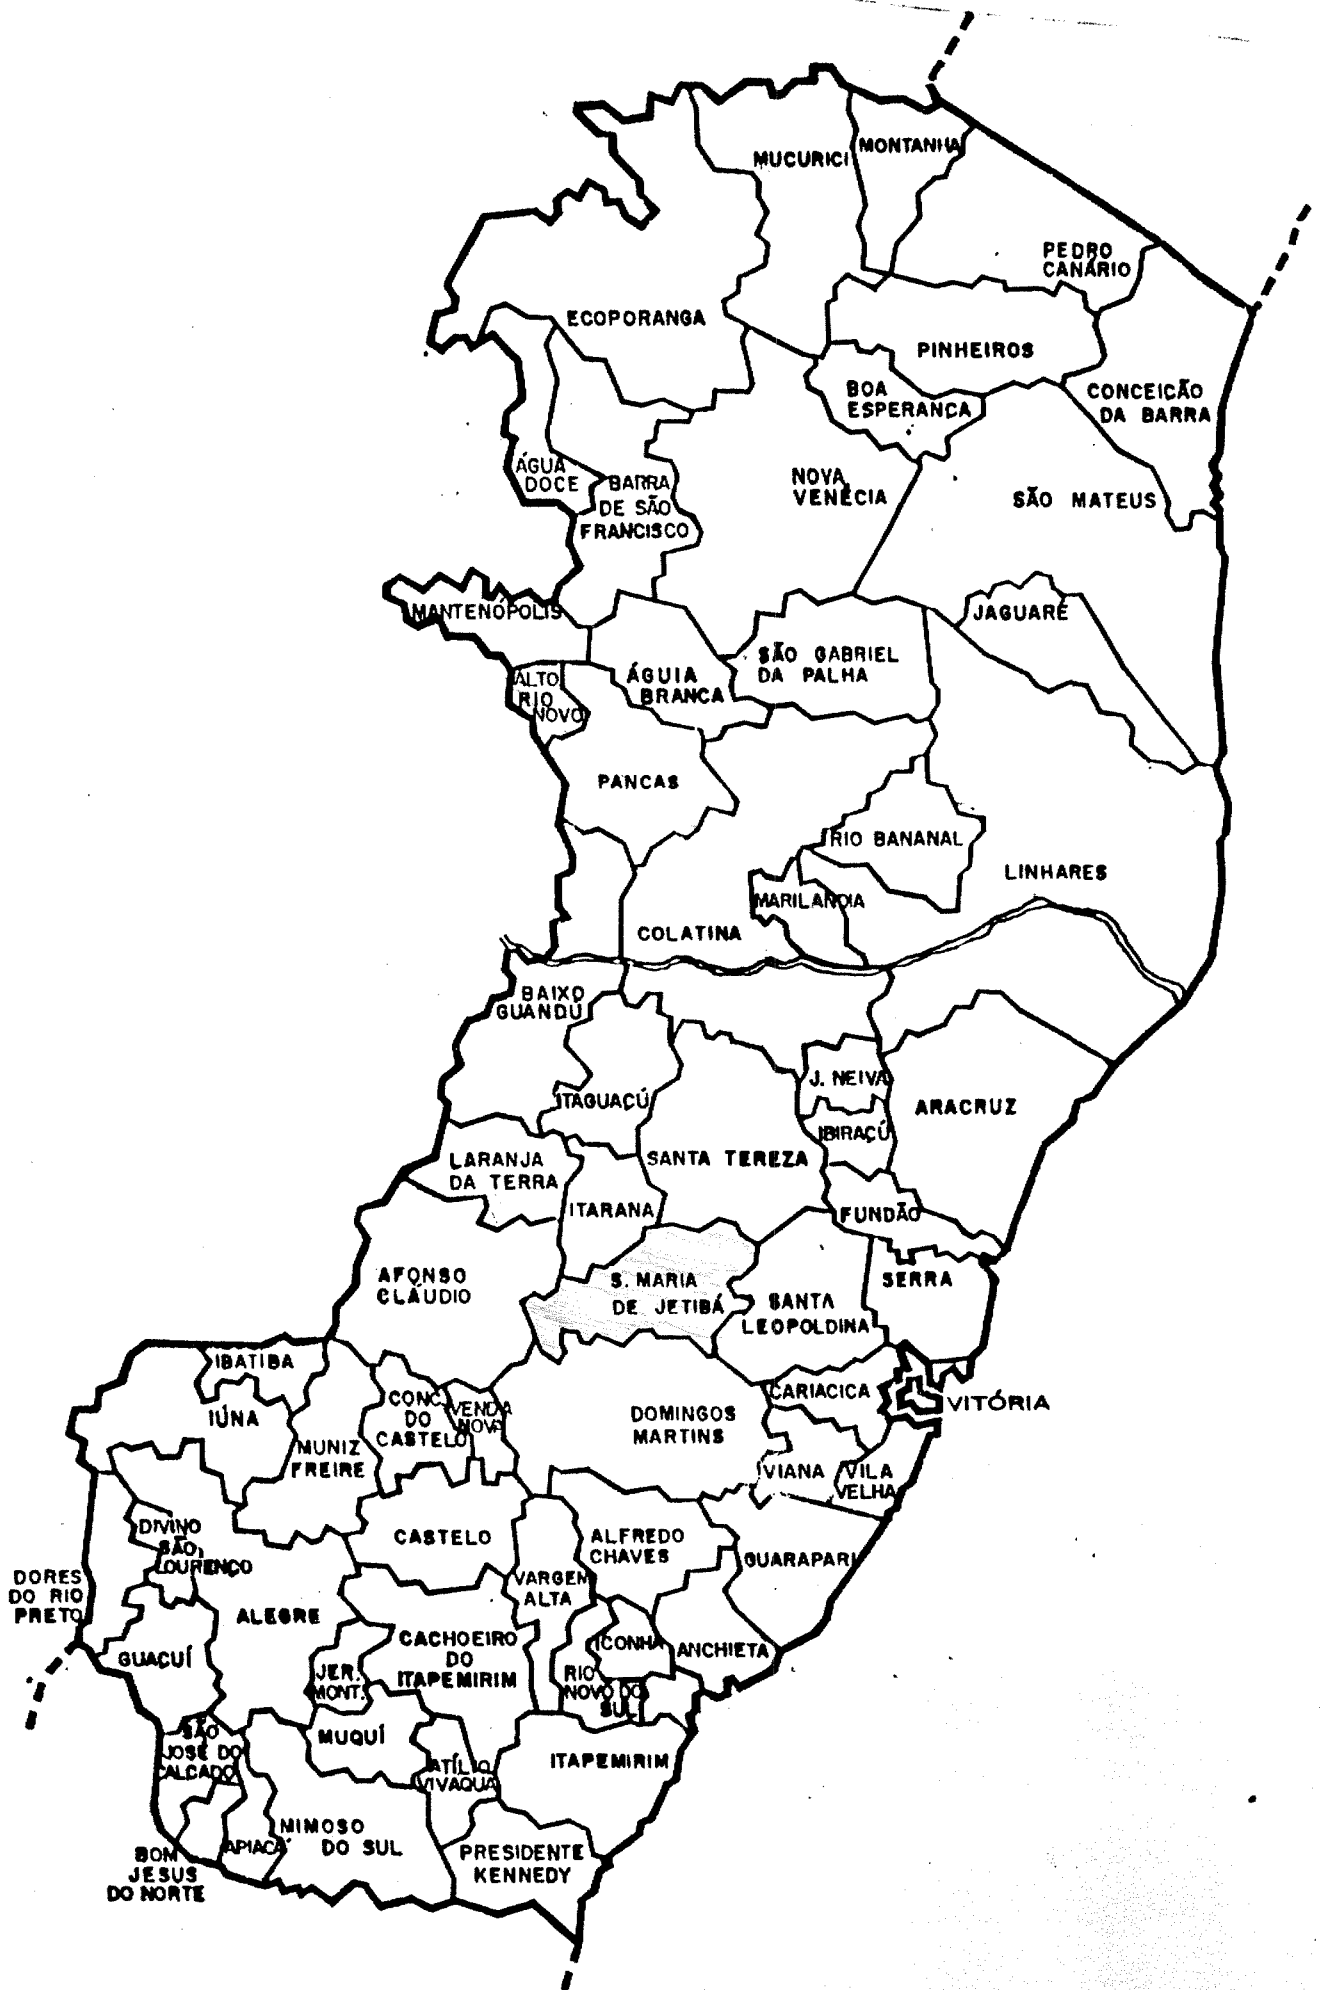 MUCURICI
MONTANHA
PEDRO
CANÁRIO
ECOPORANGA
PINHEIROS
BOA
ESPERANÇA
CONCEIÇÃO
DA BARRA
ÁGUA
DOCE
BARRA
DE SÃO
FRANCISCO
NOVA
VENÉCIA
SÃO MATEUS
MANTENÓPOLIS
JAGUARÉ
ALTO
RIO
NOVO
ÁGUIA
BRANCA
SÃO GABRIEL
DA PALHA
PANCAS
RIO BANANAL
LINHARES
MARILANDIA
COLATINA
BAIXO
GUANDÚ
J. NEIVA
ITAGUAÇÚ
ARACRUZ
IBIRAÇÚ
LARANJA
DA TERRA
SANTA TEREZA
ITARANA
FUNDÃO
AFONSO
CLÁUDIO
S. MARIA
DE JETIBÁ
SERRA
SANTA
LEOPOLDINA
IBATIBA
CARIACICA
VITÓRIA
IÚNA
CONC.
DO
CASTELO
VENDA
NOVA
DOMINGOS
MARTINS
MUNIZ
FREIRE
VIANA
VILA
VELHA
DIVINO
SÃO
LOURENÇO
CASTELO
ALFREDO
CHAVES
GUARAPARI
DORES
DO RIO
PRETO
VARGEM
ALTA
ALEGRE
GUAÇUÍ
CACHOEIRO
DO
ITAPEMIRIM
ICONHA
ANCHIETA
JER.
MONT.
RIO
NOVO DO
SUL
SÃO
JOSÉ DO
CALÇADO
MUQUÍ
ATÍLIO
VIVAQUA
ITAPEMIRIM
MIMOSO
DO SUL
APIACÁ
BOM
JESUS
DO NORTE
PRESIDENTE
KENNEDY